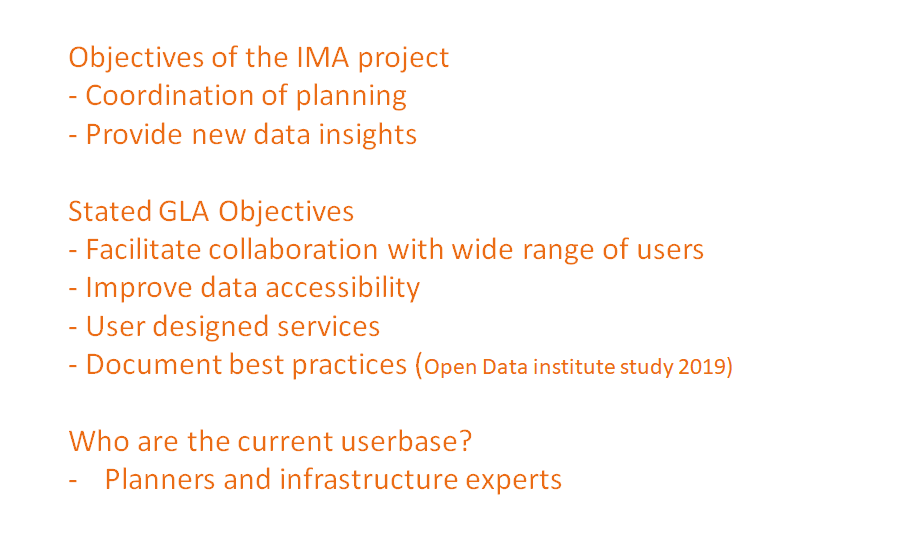 Objectives of the IMA project
- Coordination of planning
- Provide new data insights
Stated GLA Objectives
- Facilitate collaboration with wide range of users
- Improve data accessibility
- User designed services
- Document best practices (Open Data institute study 2019)
Who are the current userbase?
- Planners and infrastructure experts